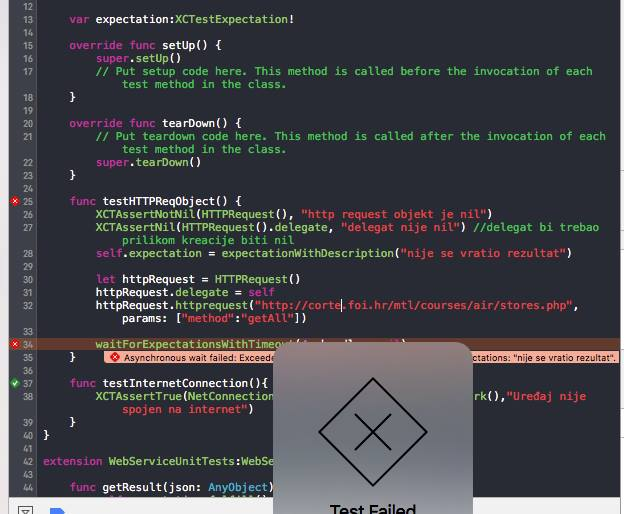 12
13 var expectation:XCTestExpectation!
14
15 override func setUp() {
16 super.setUp()
17 // Put setup code here. This method is called before the invocation of each
test method in the class.
18 }
19
20 override func tearDown() {
21 // Put teardown code here. This method is called after the invocation of each
test method in the class.
22 super.tearDown()
23 }
24
25 func testHTTPReqObject() {
26 XCTAssertNotNil(HTTPRequest(), "http request objekt je nil")
27 XCTAssertNil(HTTPRequest().delegate, "delegat nije nil") //delegat bi trebao
prilikom kreacije biti nil
28 self.expectation = expectationWithDescription("nije se vratio rezultat")
29
30 let httpRequest = HTTPRequest()
31 httpRequest.delegate = self
32 httpRequest.httprequest("http://corte.foi.hr/mtl/courses/air/stores.php",
params: ["method":"getAll"])
33
34 waitForExpectationsWithTimeout(
35 }
Asynchronous wait failed: Exceede ctations: "nije se vratio rezultat".
36
37 func testInternetConnection(){
38 XCTAssertTrue(NetConnection rk(),"Uređaj nije
spojen na internet")
39 }
40 }
41
42 extension WebServiceUnitTests:WebSe
43
44 func getResult(json: AnyObject)
Test Failed